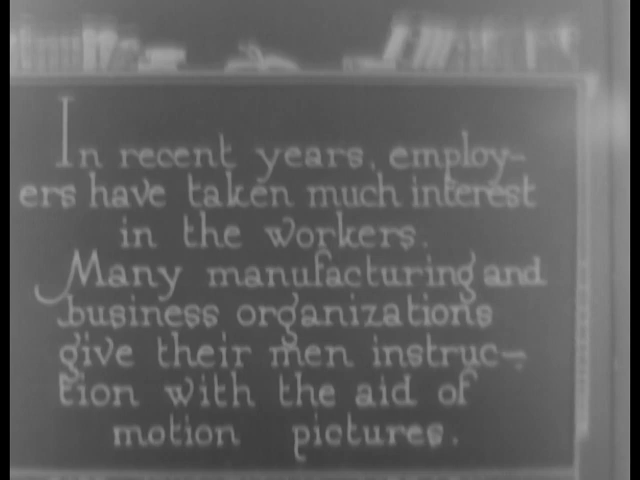 In recent years, employ-
ers have taken much interest
in the workers.
Many manufacturing and
business organizations
give their men instruc-
tion with the aid of
motion pictures.